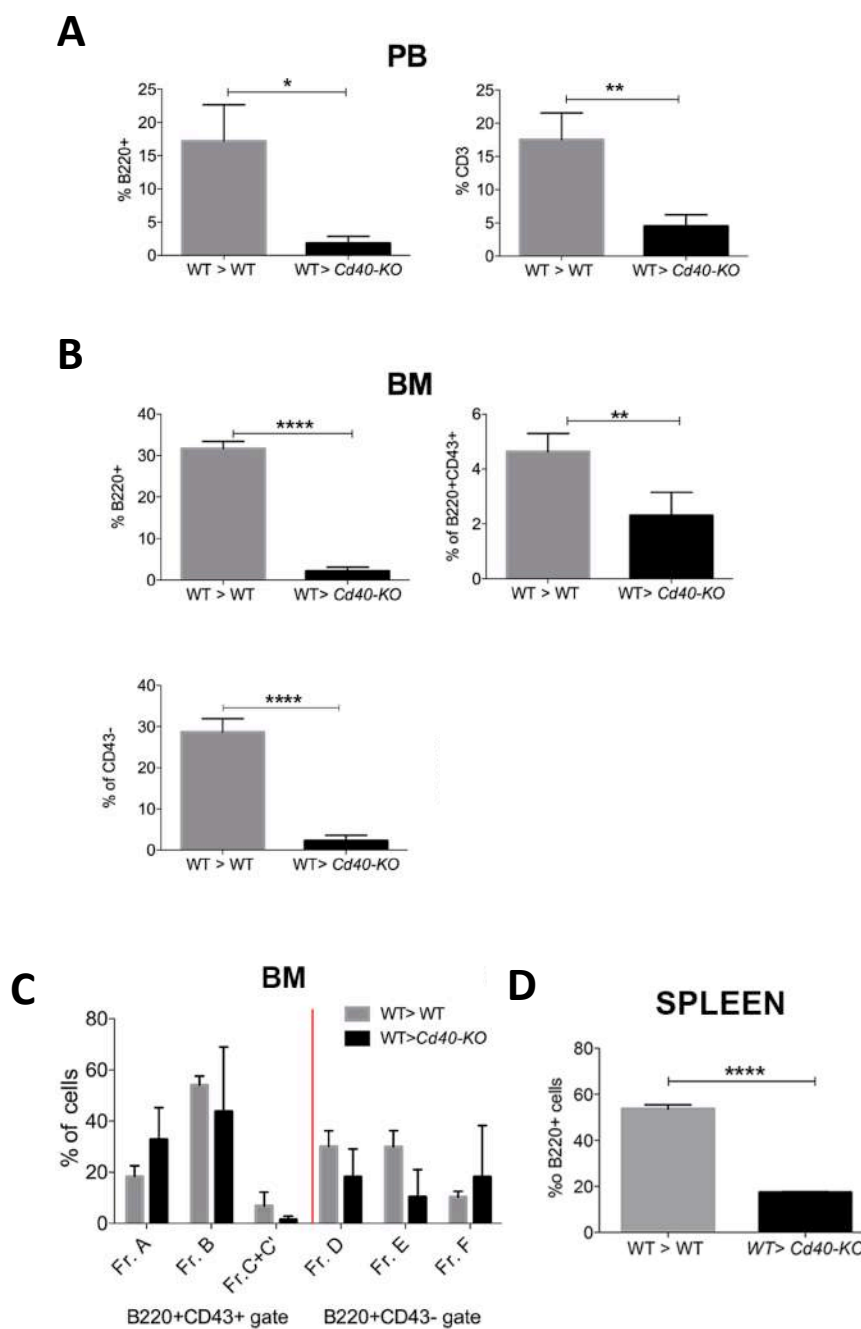 A
PB
25
20
15
10
5
0
% B220+
*
WT > WT
WT> Cd40-KO
25
20
15
10
5
0
% CD3
**
WT > WT
WT> Cd40-KO
B
BM
40
30
20
10
0
% B220+
****
WT > WT
WT> Cd40-KO
6
4
2
0
% of B220+CD43+
**
WT > WT
WT> Cd40-KO
40
30
20
10
0
% of CD43-
****
WT > WT
WT> Cd40-KO
C
BM
WT> WT
WT>Cd40-KO
80
60
40
20
0
% of cells
Fr. A
Fr. B
Fr.C+C'
Fr. D
Fr. E
Fr. F
B220+CD43+ gate
B220+CD43- gate
D
SPLEEN
80
60
40
20
0
%o B220+ cells
****
WT > WT
WT> Cd40-KO